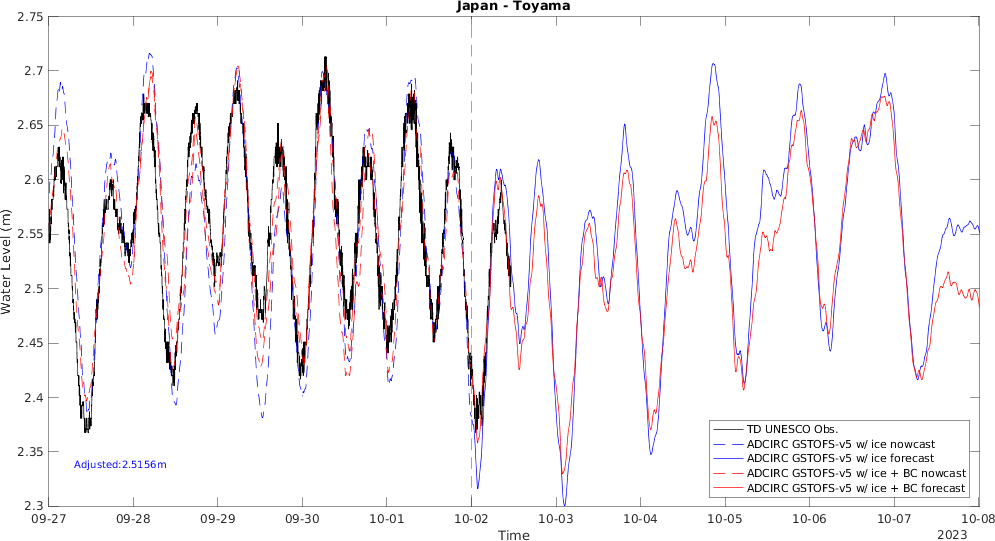 Japan - Toyama
Water Level (m)
2.75
2.7
2.65
2.6
2.55
2.5
2.45
2.4
2.35
2.3
Adjusted:2.5156m
TD UNESCO Obs.
ADCIRC GSTOFS-v5 w/ ice nowcast
ADCIRC GSTOFS-v5 w/ ice forecast
ADCIRC GSTOFS-v5 w/ ice + BC nowcast
ADCIRC GSTOFS-v5 w/ ice + BC forecast
09-27 09-28 09-29 09-30 10-01 10-02 10-03 10-04 10-05 10-06 10-07 10-08
Time
2023